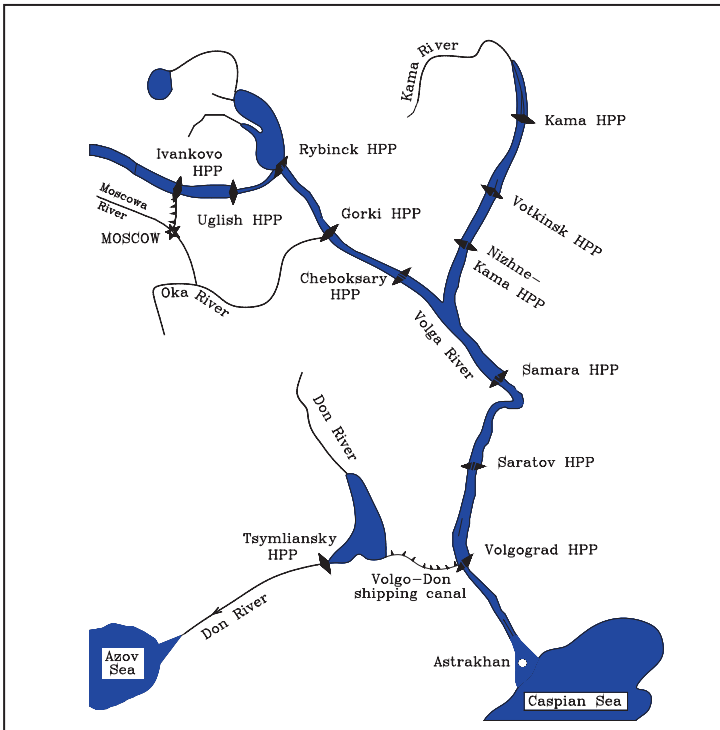 Kama River
Kama HPP
Ivankovo
HPP
Rybinck HPP
Moscowa
River
Uglish HPP
Votkinsk HPP
Gorki HPP
MOSCOW
Nizhne-
Kama HPP
Cheboksary
HPP
Oka River
Volga River
Samara HPP
Don River
Saratov HPP
Tsymliansky
HPP
Volgograd HPP
Volgo-Don
shipping canal
Don River
Azov
Sea
Astrakhan
Caspian Sea